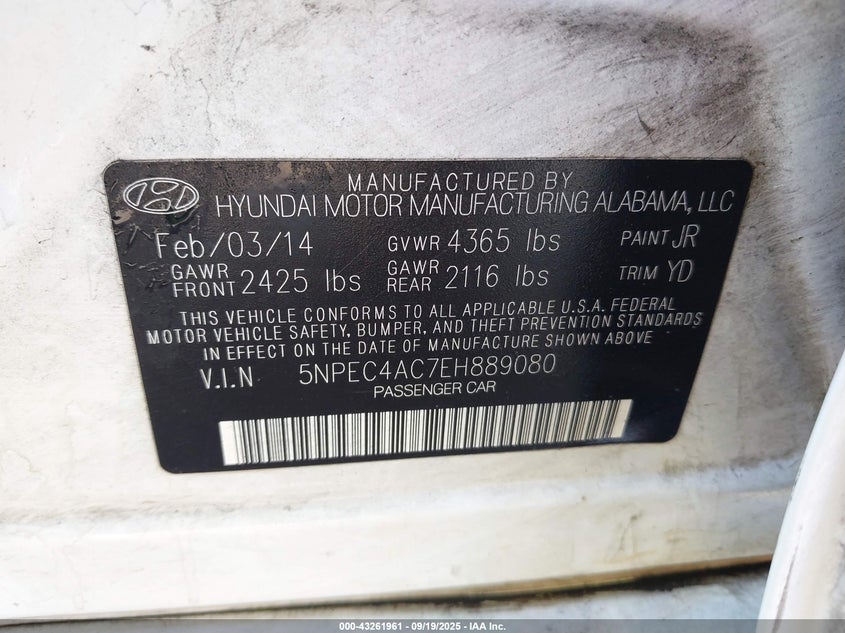 MANUFACTURED BY
HYUNDAI MOTOR MANUFACTURING ALABAMA, LLC
Feb/03/14 GVWR 4365 lbs PAINT JR
GAWR FRONT 2425 lbs GAWR REAR 2116 lbs TRIM YD
THIS VEHICLE CONFORMS TO ALL APPLICABLE U.S.A. FEDERAL
MOTOR VEHICLE SAFETY, BUMPER, AND THEFT PREVENTION STANDARDS
IN EFFECT ON THE DATE OF MANUFACTURE SHOWN ABOVE.
V.I.N 5NPEC4AC7EH889080
PASSENGER CAR
000-43261961 - 09/19/2025 - IAA Inc.